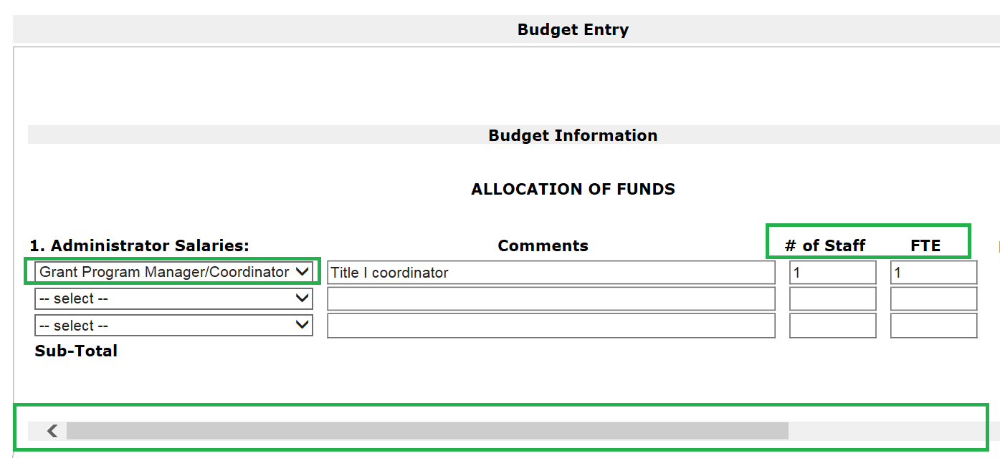 Budget Entry
Budget Information
ALLOCATION OF FUNDS
1. Administrator Salaries: Comments # of Staff FTE
Grant Program Manager/Coordinator Title I coordinator 1 1
-- select --
-- select --
Sub-Total